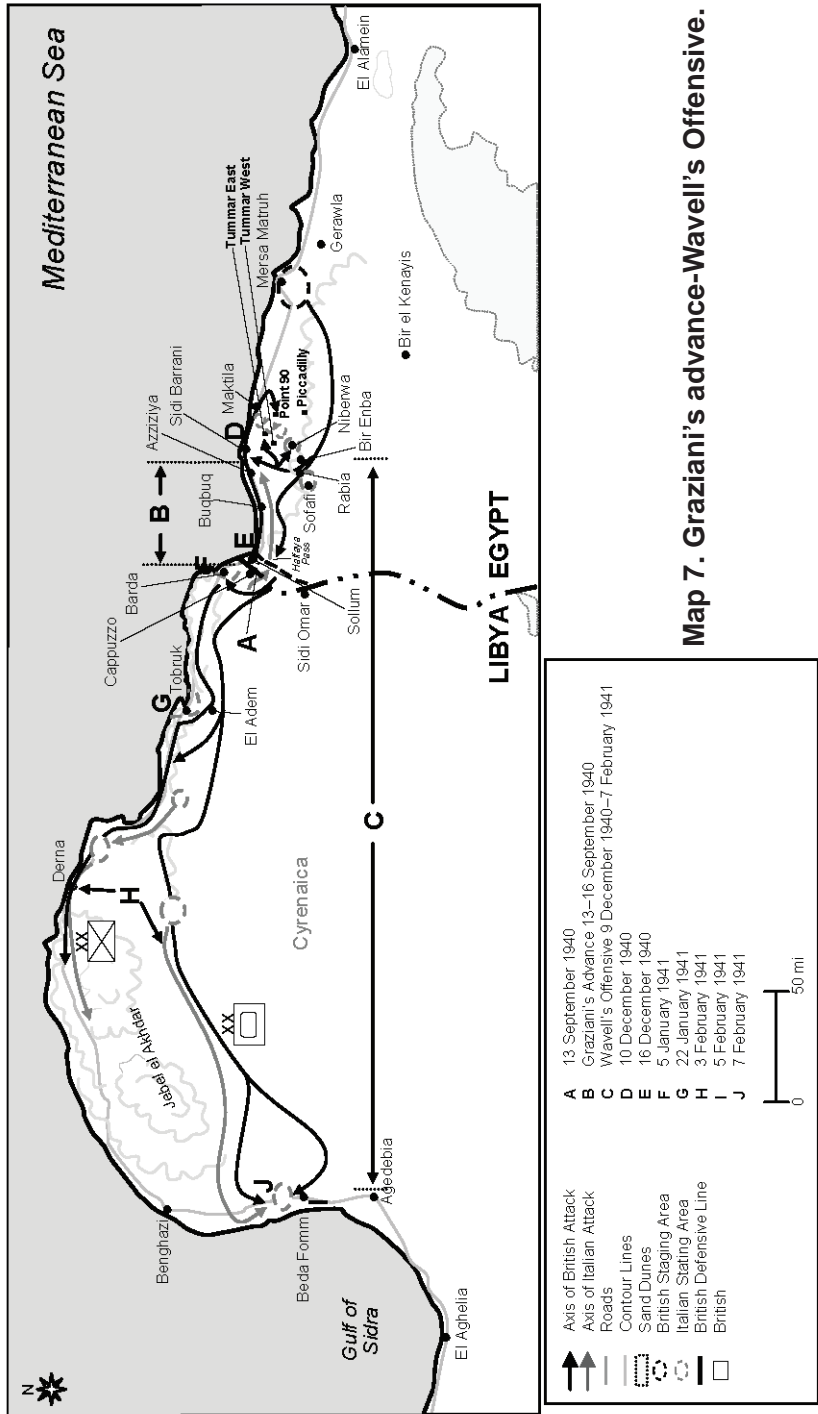 N
Mediterranean Sea
Derna
XX
H
Jebel el Akhdar
XX
Cyrenaica
Benghazi
J
Beda Fomm
I
Agedebia
Gulf of
Sidra
El Aghelia
G
Tobruk
El Adem
Cappuzzo
Barda
F
A
E
Halfaya
Pass
Sidi Omar
Sollum
B
Buqbuq
Azziziya
Sidi Barrani
D
Maktila
Tummar East
Tummar West
Mersa Matruh
Point 90
Piccadilly
Nibenwa
Bir Enba
Rabia
Sofafi
Gerawla
Bir el Kenayis
El Alamein
C
LIBYA
EGYPT
Axis of British Attack
Axis of Italian Attack
Roads
Contour Lines
Sand Dunes
British Staging Area
Italian Stating Area
British Defensive Line
British
A 13 September 1940
B Graziani's Advance 13–16 September 1940
C Wavell's Offensive 9 December 1940–7 February 1941
D 10 December 1940
E 16 December 1940
F 5 January 1941
G 22 January 1941
H 3 February 1941
I 5 February 1941
J 7 February 1941
0
50 mi
Map 7. Graziani's advance-Wavell's Offensive.